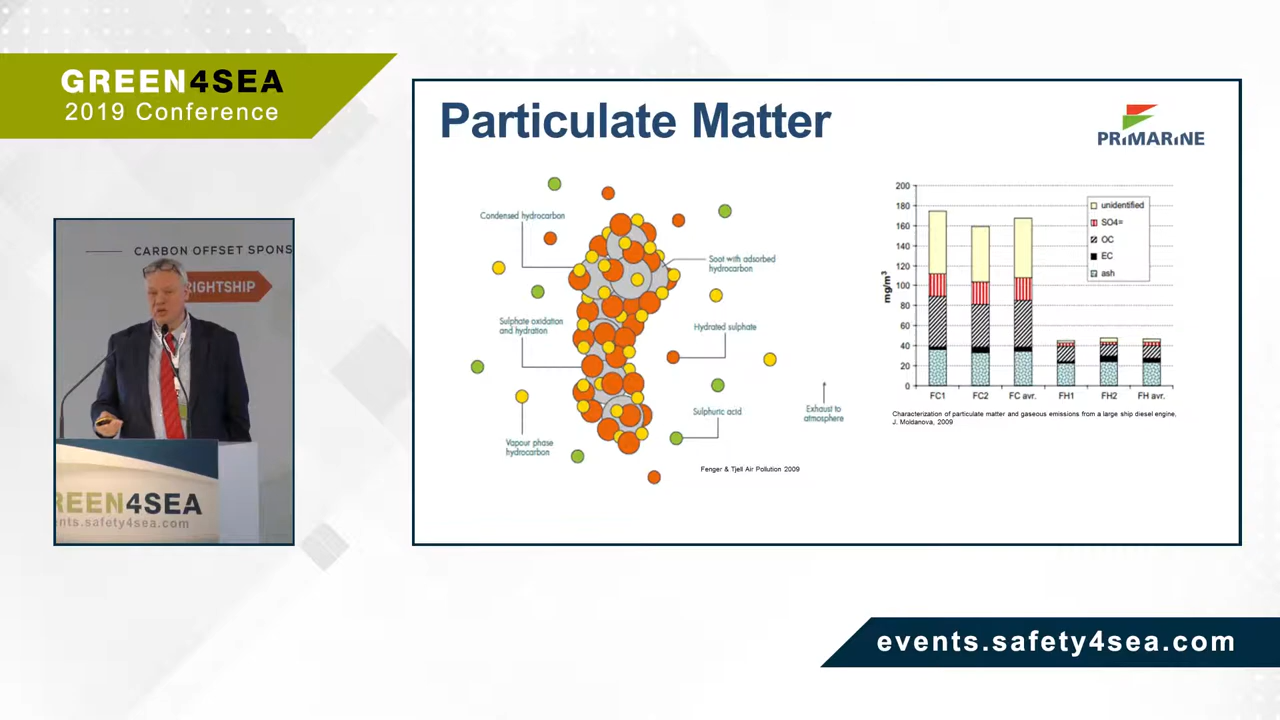 GREEN4SEA
2019 Conference
CARBON OFFSET SPONS
RIGHTSHIP
REEN4SEA
nts.safety4sea.com
Particulate Matter
PRiMARiNE
Condensed hydrocarbon
Soot with adsorbed
hydrocarbon
Sulphate oxidation
and hydration
Hydrated sulphate
Sulphuric acid
Exhaust to
atmosphere
Vapour phase
hydrocarbon
Fenger & Tjell Air Pollution 2009
mg/m³
200
180
160
140
120
100
80
60
40
20
0
unidentified
SO4=
OC
EC
ash
FC1 FC2 FC avr. FH1 FH2 FH avr.
Characterization of particulate matter and gaseous emissions from a large ship diesel engine,
J. Moldanova, 2009
events.safety4sea.com